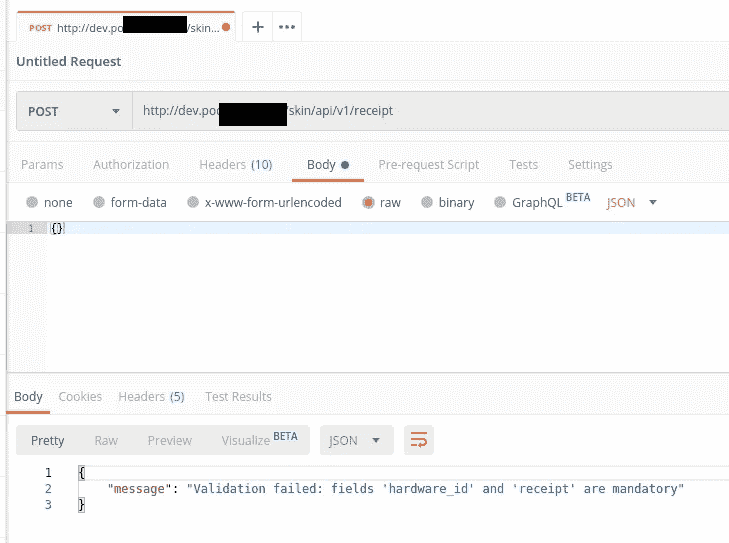 POST http://dev.po /skin... + •••
Untitled Request
POST http://dev.poc /skin/api/v1/receipt
Params Authorization Headers (10) Body Pre-request Script Tests Settings
none form-data x-www-form-urlencoded raw binary GraphQL BETA JSON
1 {}
Body Cookies Headers (5) Test Results
Pretty Raw Preview Visualize BETA JSON
1 {
2 "message": "Validation failed: fields 'hardware_id' and 'receipt' are mandatory"
3 }